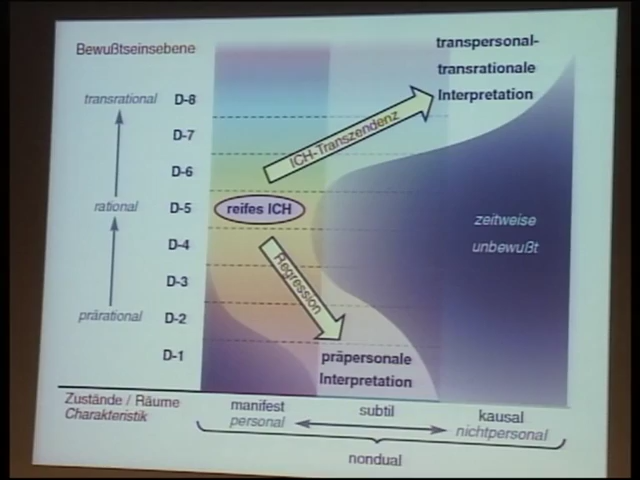 Bewußtseinsebene
transpersonal-
transrationale
Interpretation
transrational D-8
D-7
D-6
rational D-5
D-4
D-3
prärational D-2
D-1
ICH-Transzendenz
reifes ICH
Regression
zeitweise
unbewußt
präpersonale
Interpretation
Zustände / Räume
Charakteristik
manifest
personal
subtil
kausal
nichtpersonal
nondual